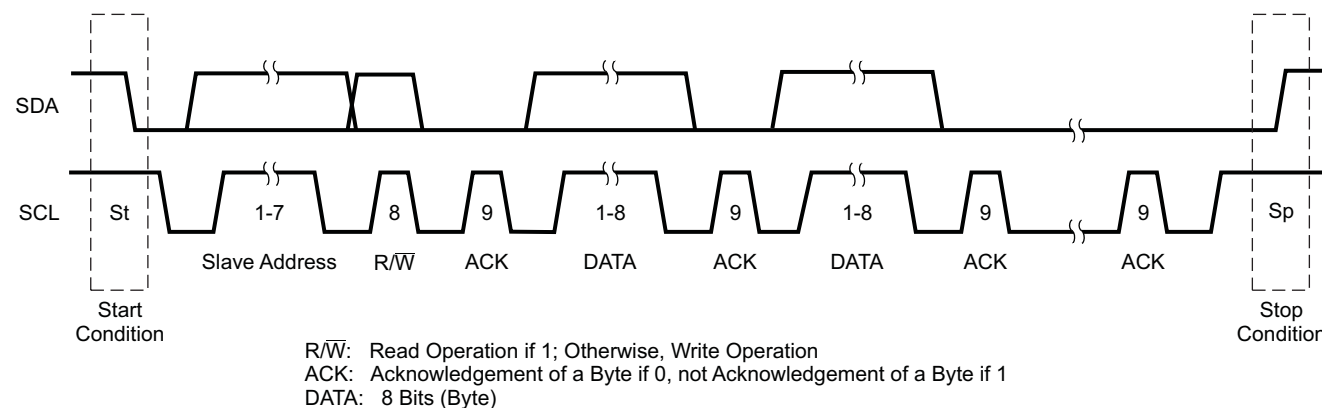 SDA
SCL
St 1-7 8 9 1-8 9 1-8 9 9 Sp
Slave Address R/W̅ ACK DATA ACK DATA ACK ACK
Start
Condition
Stop
Condition
R/W̅: Read Operation if 1; Otherwise, Write Operation
ACK: Acknowledgement of a Byte if 0, not Acknowledgement of a Byte if 1
DATA: 8 Bits (Byte)